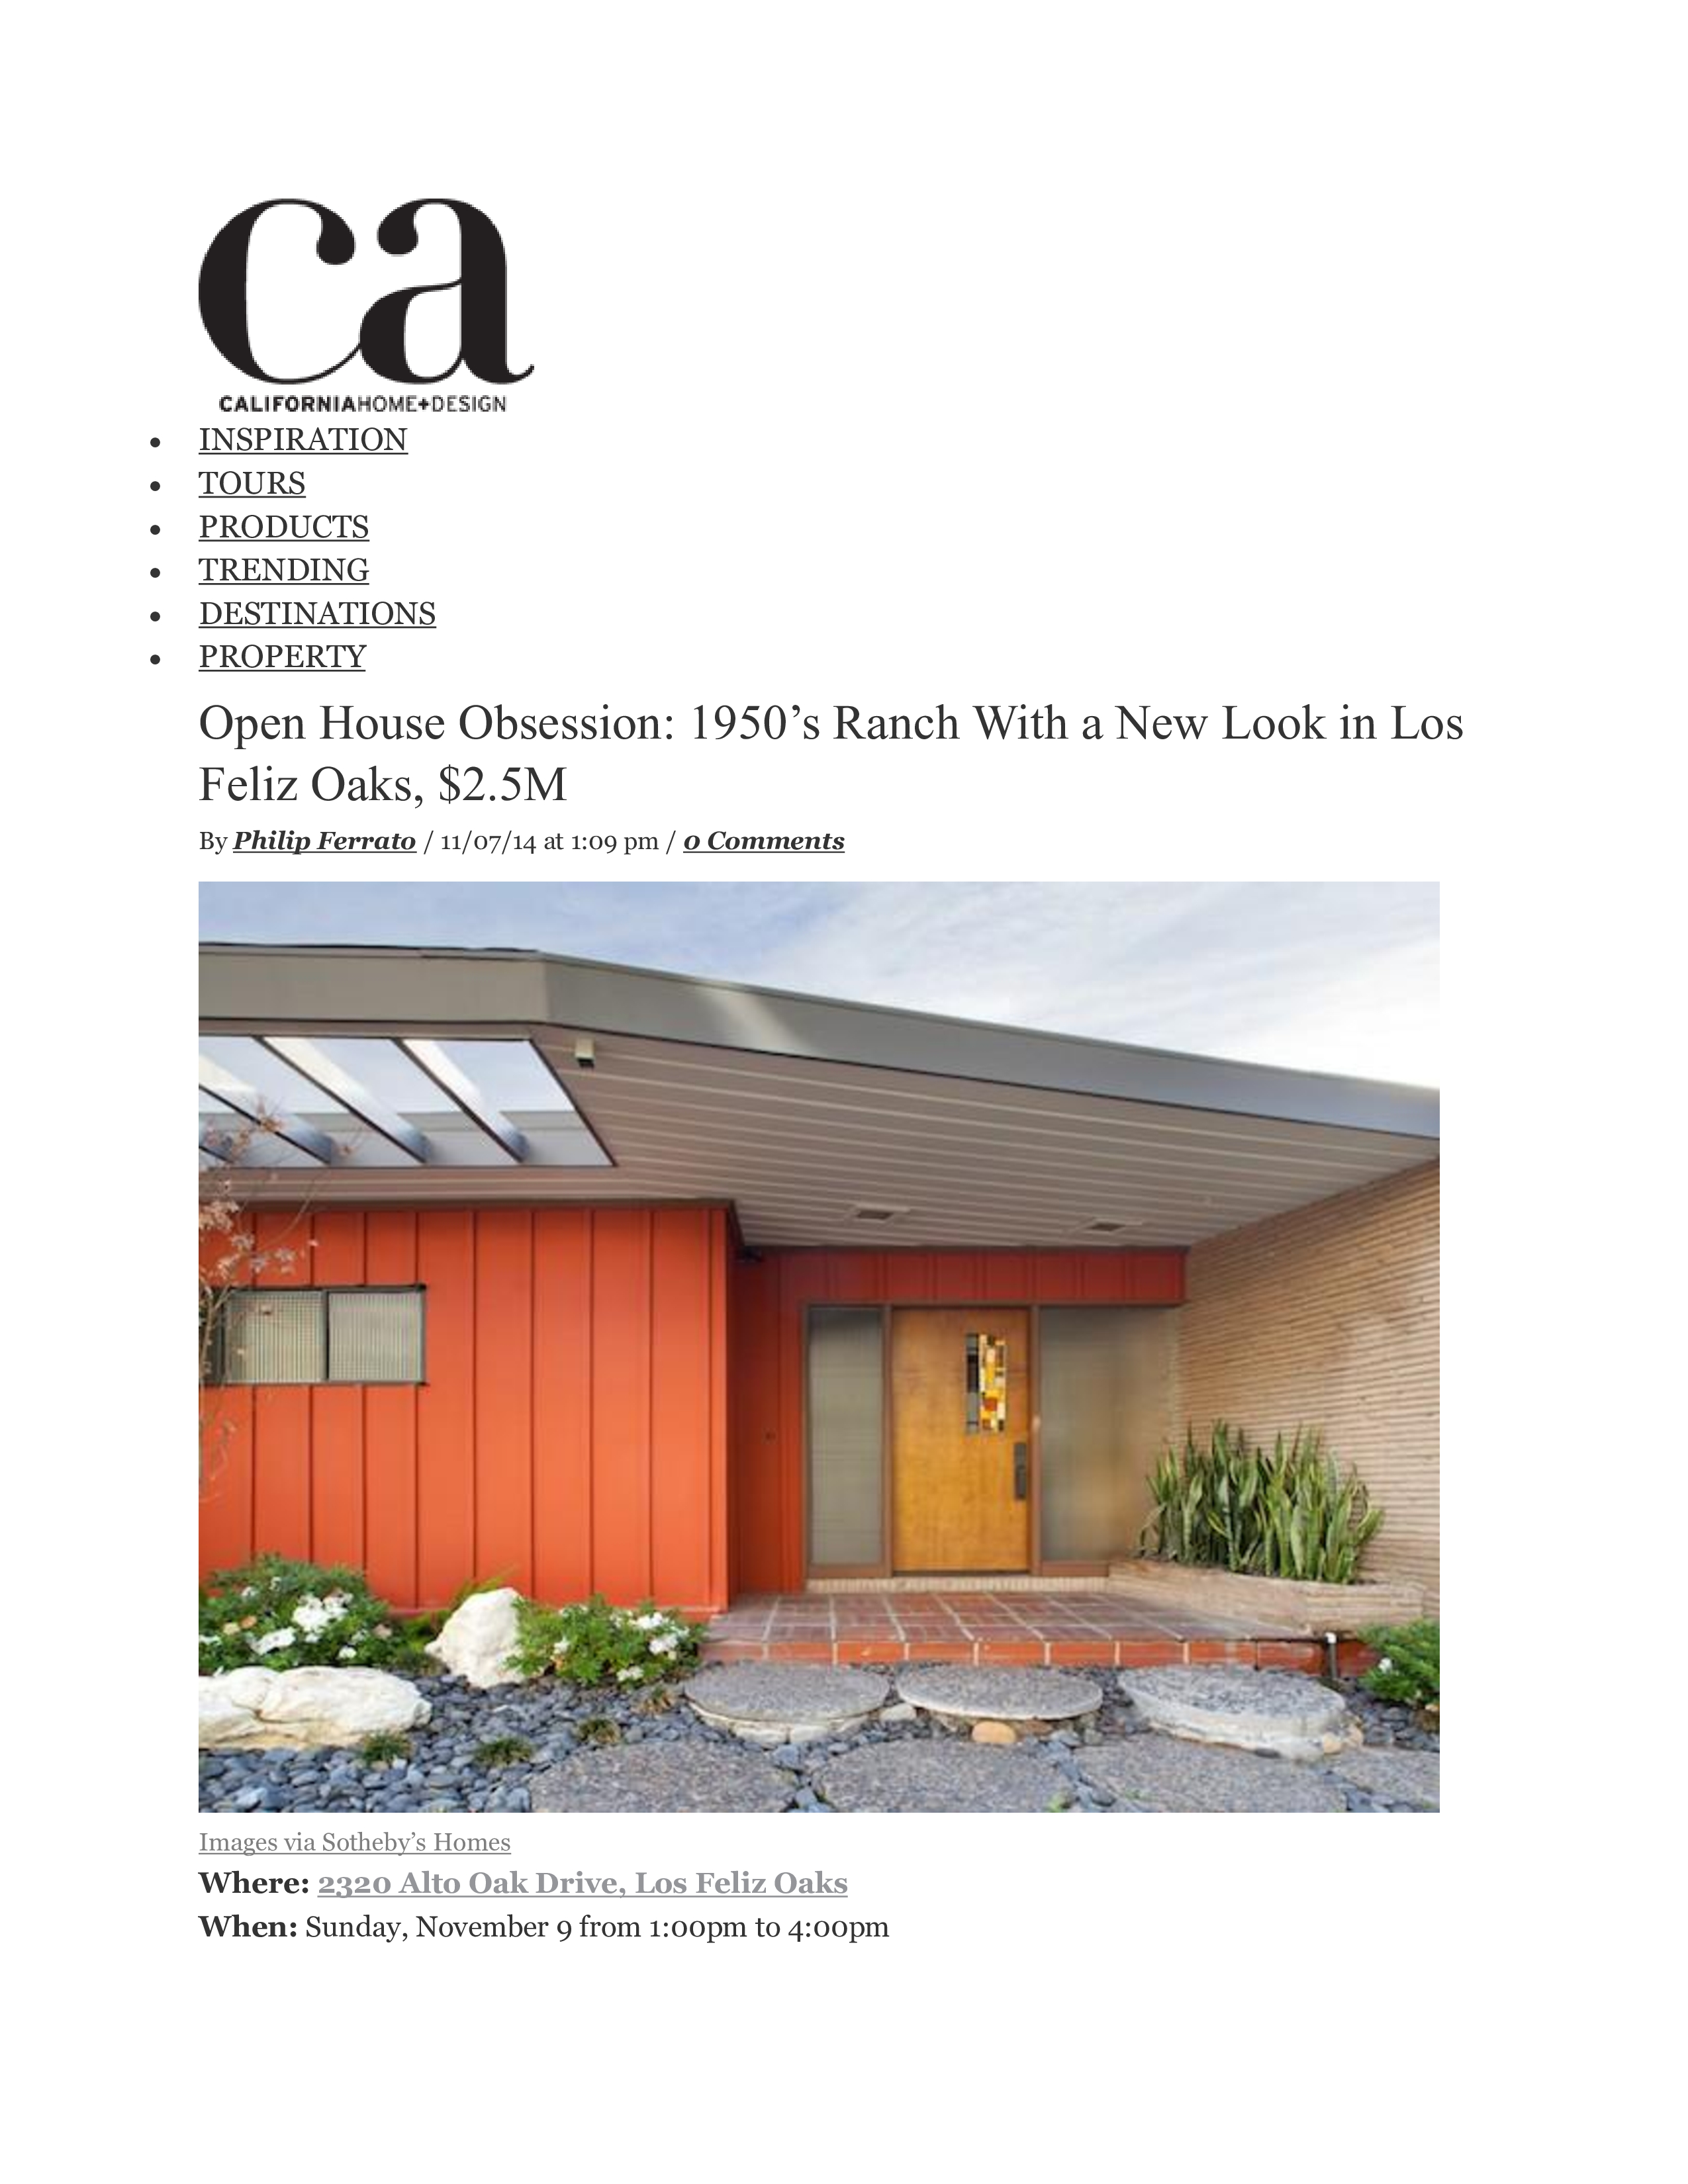 ca
CALIFORNIAHOME+DESIGN
• INSPIRATION
• TOURS
• PRODUCTS
• TRENDING
• DESTINATIONS
• PROPERTY
Open House Obsession: 1950’s Ranch With a New Look in Los
Feliz Oaks, $2.5M
By Philip Ferrato / 11/07/14 at 1:09 pm / 0 Comments
Images via Sotheby’s Homes
Where: 2320 Alto Oak Drive, Los Feliz Oaks
When: Sunday, November 9 from 1:00pm to 4:00pm